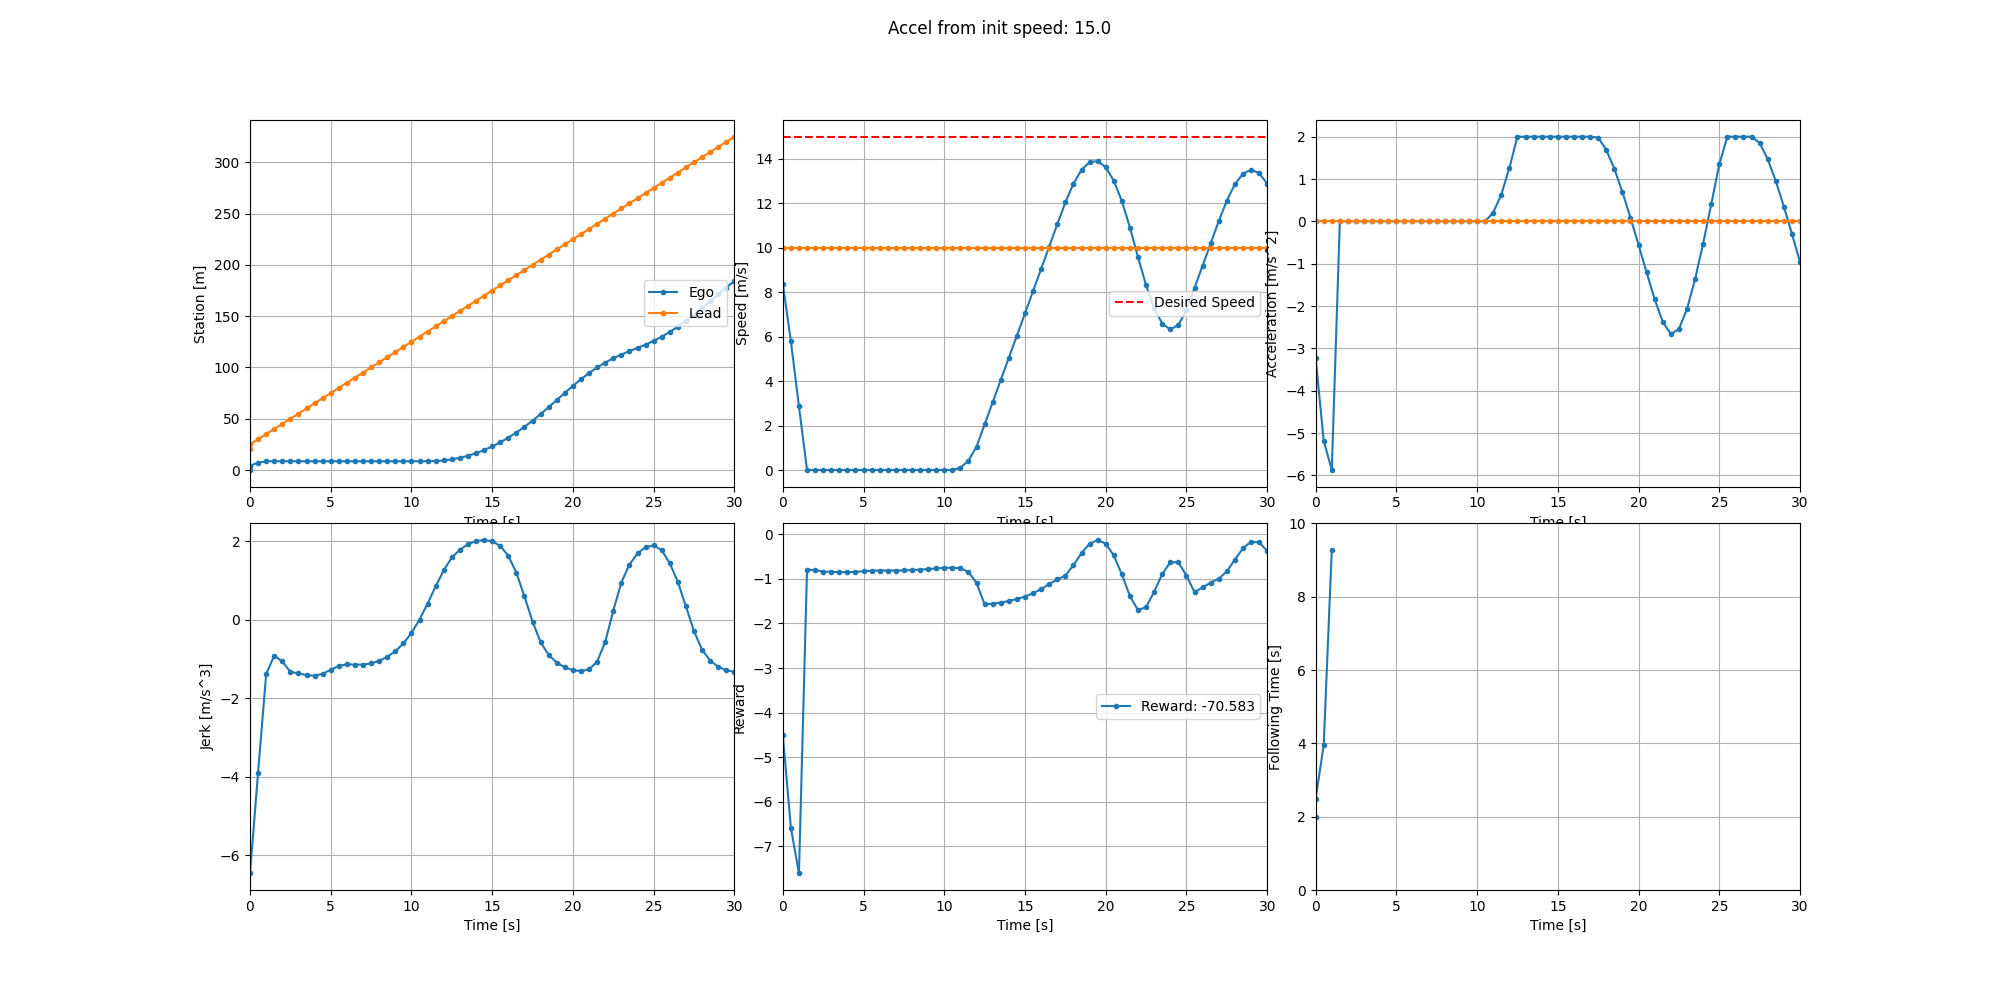 Accel from init speed: 15.0
Station [m]
300
250
200
150
100
50
0
0 5 10 15 20 25 30
Time [s]
Ego
Lead
Speed [m/s]
14
12
10
8
6
4
2
0
0 5 10 15 20 25 30
Time [s]
Desired Speed
Acceleration [m/s^2]
2
1
0
−1
−2
−3
−4
−5
−6
0 5 10 15 20 25 30
Time [s]
Jerk [m/s^3]
2
0
−2
−4
−6
0 5 10 15 20 25 30
Time [s]
Reward
0
−1
−2
−3
−4
−5
−6
−7
0 5 10 15 20 25 30
Time [s]
Reward: -70.583
Following Time [s]
10
8
6
4
2
0
0 5 10 15 20 25 30
Time [s]